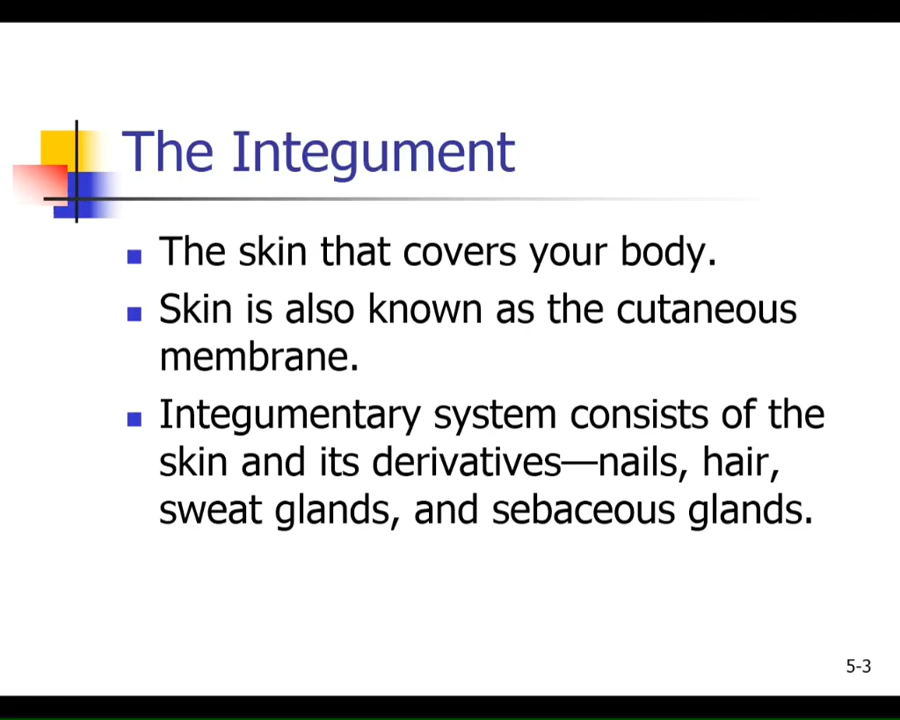 The Integument
The skin that covers your body.
Skin is also known as the cutaneous
membrane.
Integumentary system consists of the
skin and its derivatives—nails, hair,
sweat glands, and sebaceous glands.
5-3